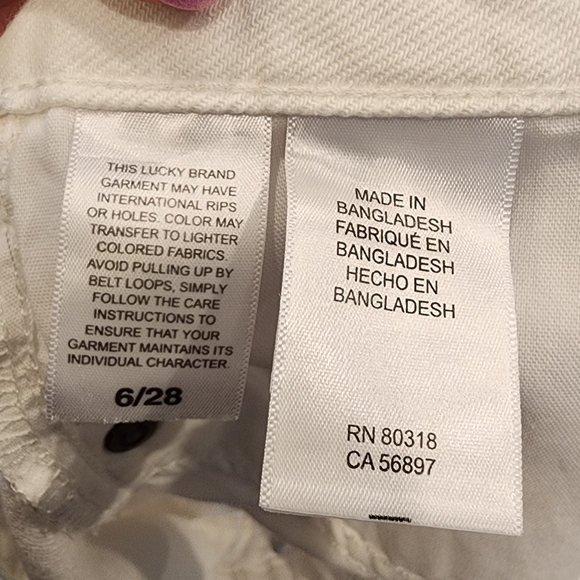 THIS LUCKY BRAND
GARMENT MAY HAVE
INTERNATIONAL RIPS
OR HOLES. COLOR MAY
TRANSFER TO LIGHTER
COLORED FABRICS.
AVOID PULLING UP BY
BELT LOOPS, SIMPLY
FOLLOW THE CARE
INSTRUCTIONS TO
ENSURE THAT YOUR
GARMENT MAINTAINS ITS
INDIVIDUAL CHARACTER.
6/28
MADE IN
BANGLADESH
FABRIQUÉ EN
BANGLADESH
HECHO EN
BANGLADESH
RN 80318
CA 56897